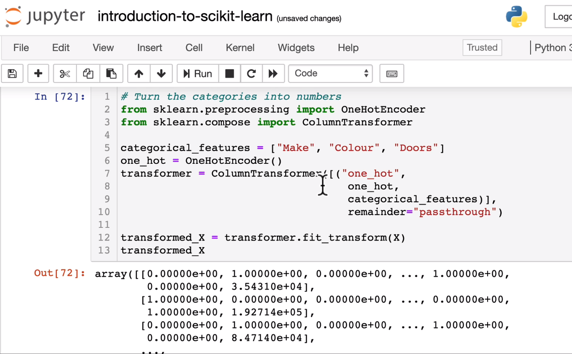 jupyter introduction-to-scikit-learn (unsaved changes)
File Edit View Insert Cell Kernel Widgets Help Trusted Python 3
Run Code
In [72]: 1 # Turn the categories into numbers
2 from sklearn.preprocessing import OneHotEncoder
3 from sklearn.compose import ColumnTransformer
4
5 categorical_features = ["Make", "Colour", "Doors"]
6 one_hot = OneHotEncoder()
7 transformer = ColumnTransformer([("one_hot",
8 one_hot,
9 categorical_features)],
10 remainder="passthrough")
11
12 transformed_X = transformer.fit_transform(X)
13 transformed_X
Out[72]: array([[0.00000e+00, 1.00000e+00, 0.00000e+00, ..., 1.00000e+00,
0.00000e+00, 3.54310e+04],
[1.00000e+00, 0.00000e+00, 0.00000e+00, ..., 0.00000e+00,
1.00000e+00, 1.92714e+05],
[0.00000e+00, 1.00000e+00, 0.00000e+00, ..., 1.00000e+00,
0.00000e+00, 8.47140e+04],